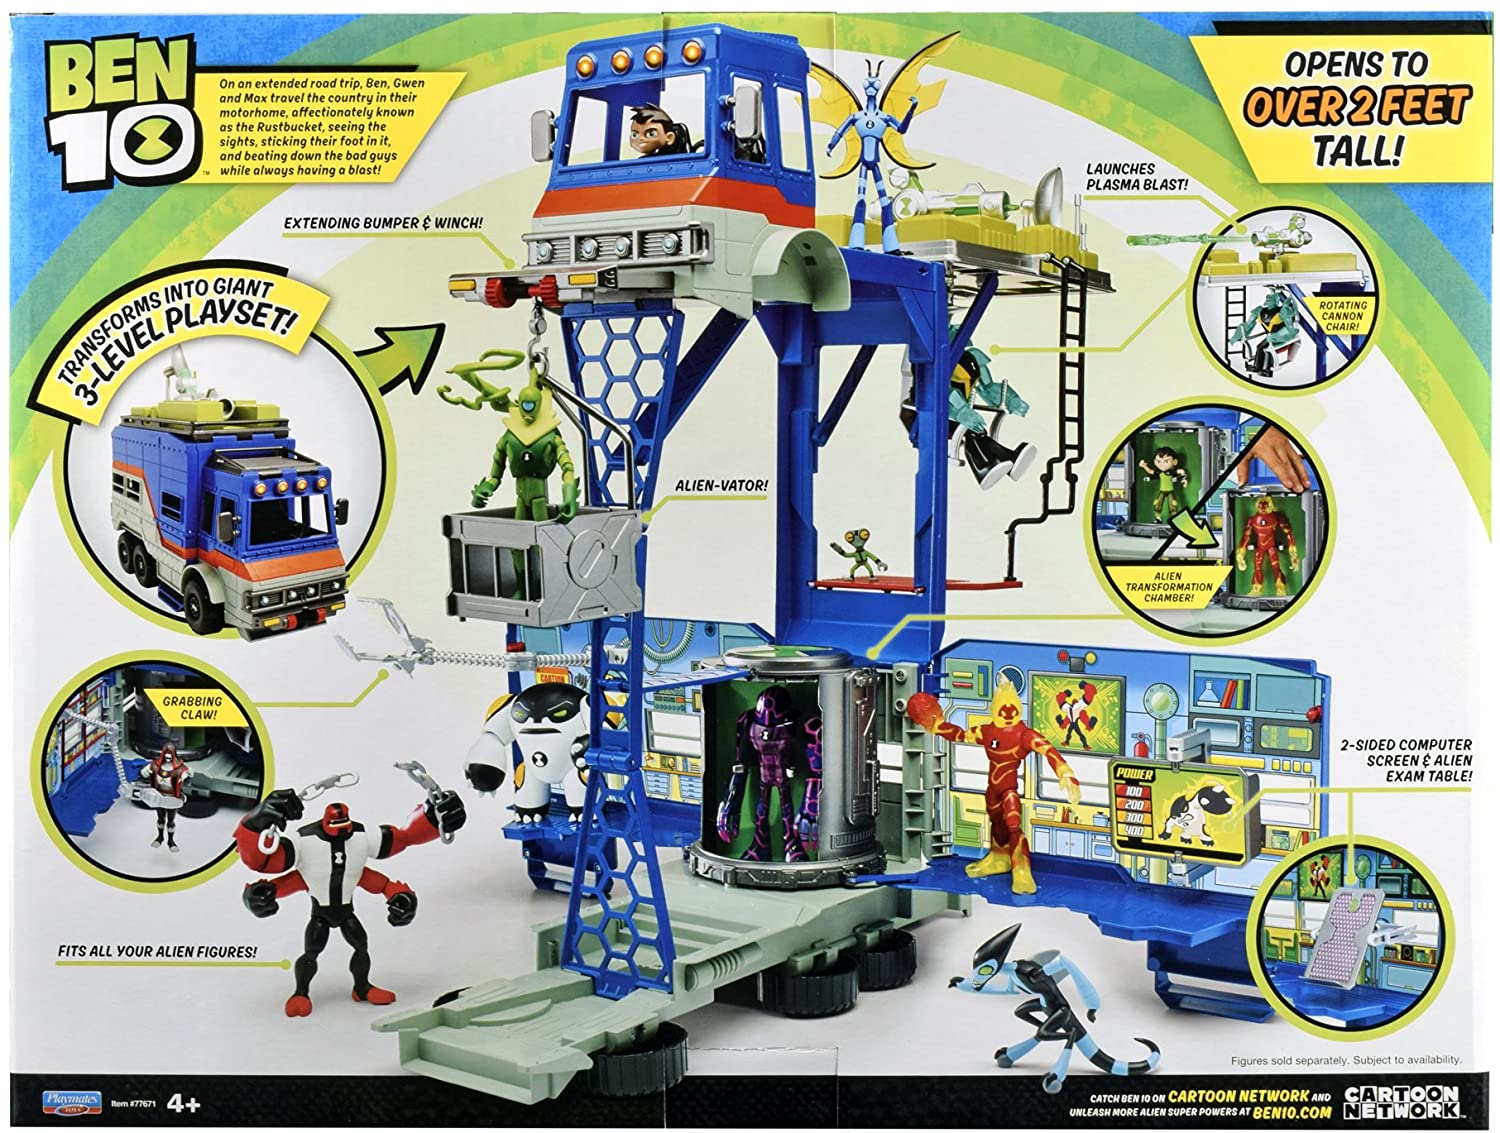 BEN
10
™
On an extended road trip, Ben, Gwen
and Max travel the country in their
motorhome, affectionately known
as the Rustbucket, seeing the
sights, sticking their foot in it,
and beating down the bad guys
while always having a blast!
OPENS TO
OVER 2 FEET
TALL!
EXTENDING BUMPER & WINCH!
LAUNCHES
PLASMA BLAST!
ROTATING
CANNON
CHAIR!
TRANSFORMS INTO GIANT
3-LEVEL PLAYSET!
ALIEN-VATOR!
ALIEN
TRANSFORMATION
CHAMBER!
GRABBING
CLAW!
CAUTION
2-SIDED COMPUTER
SCREEN & ALIEN
EXAM TABLE!
POWER
100
200
300
400
FITS ALL YOUR ALIEN FIGURES!
Figures sold separately. Subject to availability.
Playmates
TOYS
Item #77671
4+
CATCH BEN 10 ON CARTOON NETWORK AND
UNLEASH MORE ALIEN SUPER POWERS AT BEN10.COM
CARTOON
NETWORK